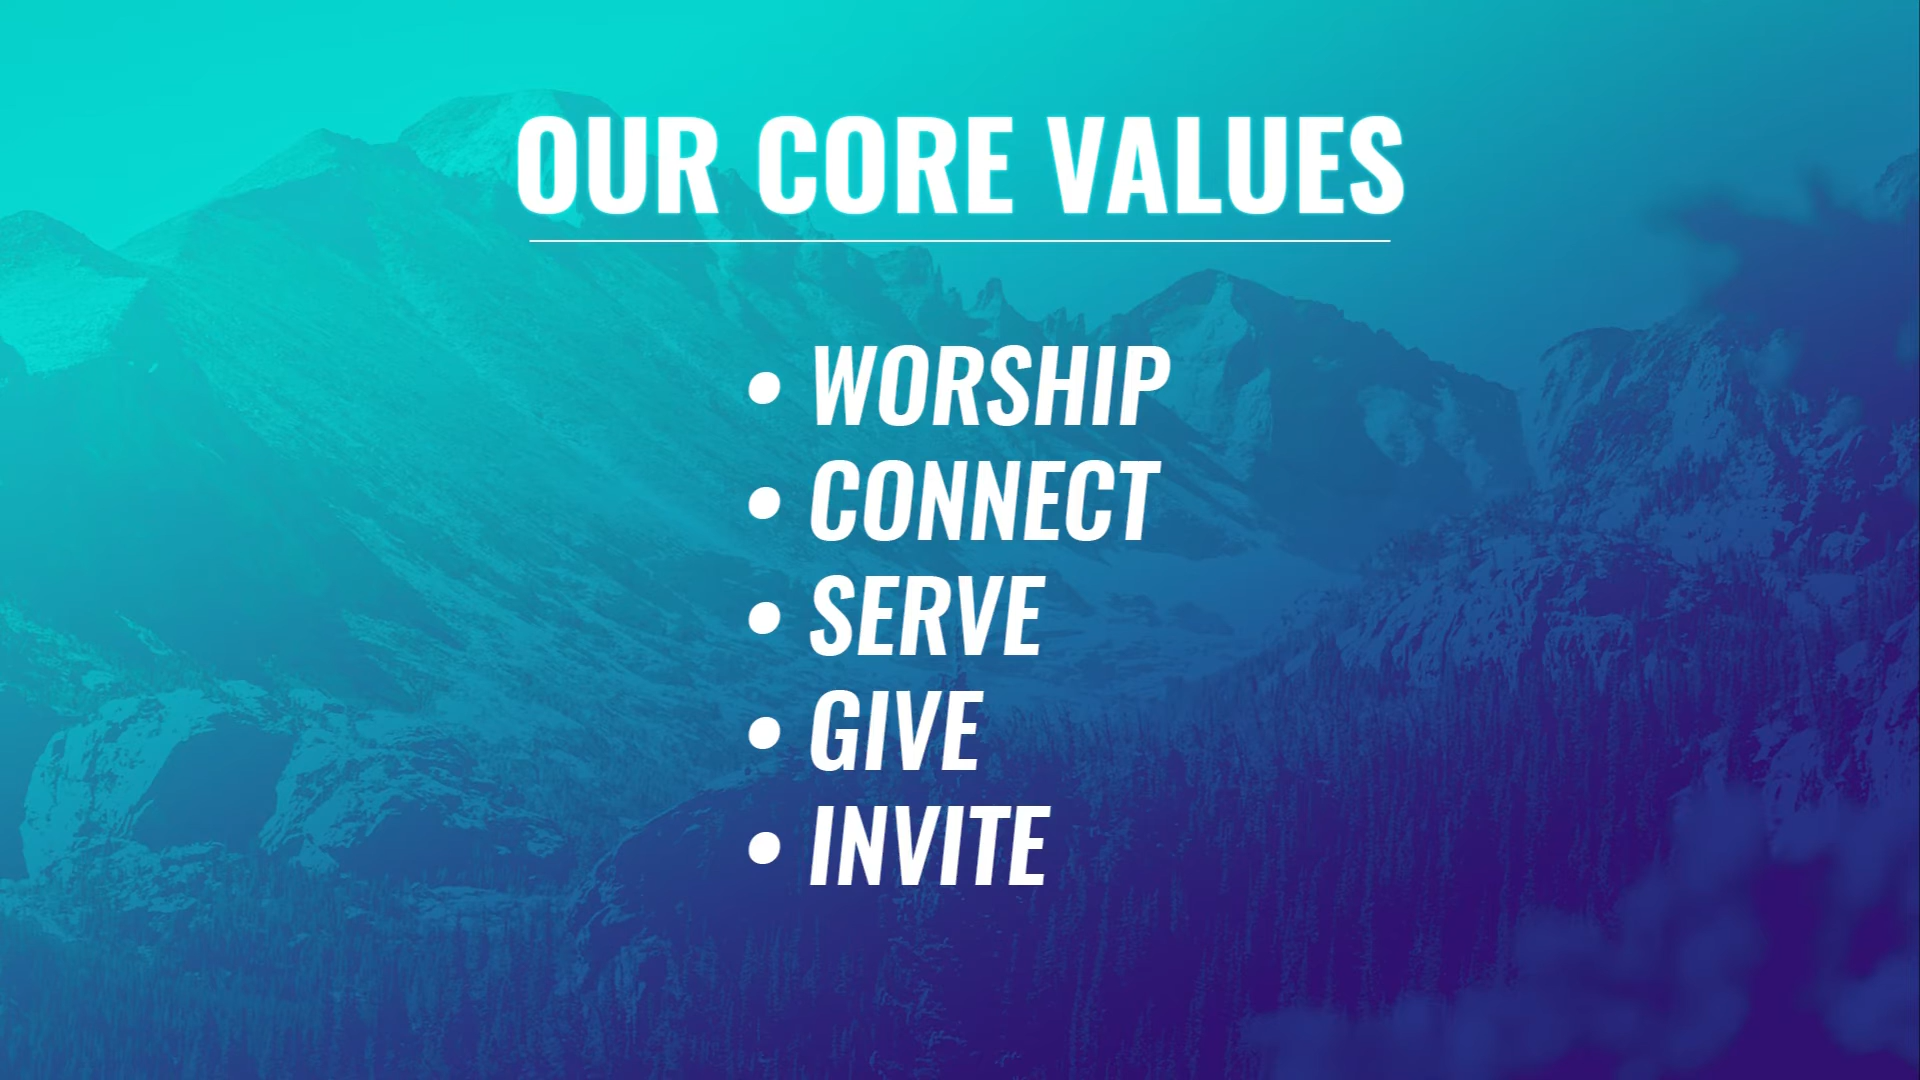 OUR CORE VALUES
• WORSHIP
• CONNECT
• SERVE
• GIVE
• INVITE